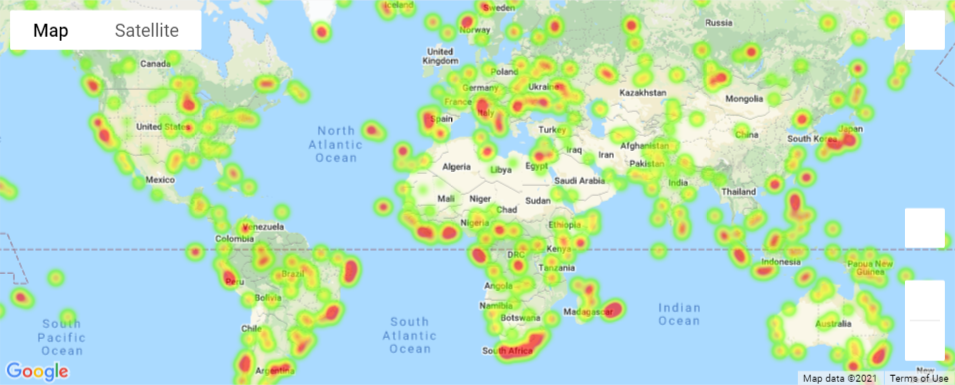 Map Satellite
Iceland
Sweden
Norway
Russia
United
Kingdom
Canada
Poland
Germany
Ukraine
Kazakhstan
Mongolia
France
Italy
Spain
United States
North
Atlantic
Ocean
Turkey
China
South Korea
Japan
Iraq
Iran
Afghanistan
Pakistan
Algeria
Libya
Egypt
Saudi Arabia
Mexico
India
Thailand
Mali
Niger
Sudan
Chad
Nigeria
Ethiopia
Venezuela
Colombia
DRC
Kenya
Indonesia
Papua New
Guinea
Tanzania
Brazil
Peru
Angola
Bolivia
Namibia
Madagascar
Botswana
South
Pacific
Ocean
South
Atlantic
Ocean
Indian
Ocean
Australia
Chile
South Africa
Argentina
New
Google
Map data ©2021 Terms of Use